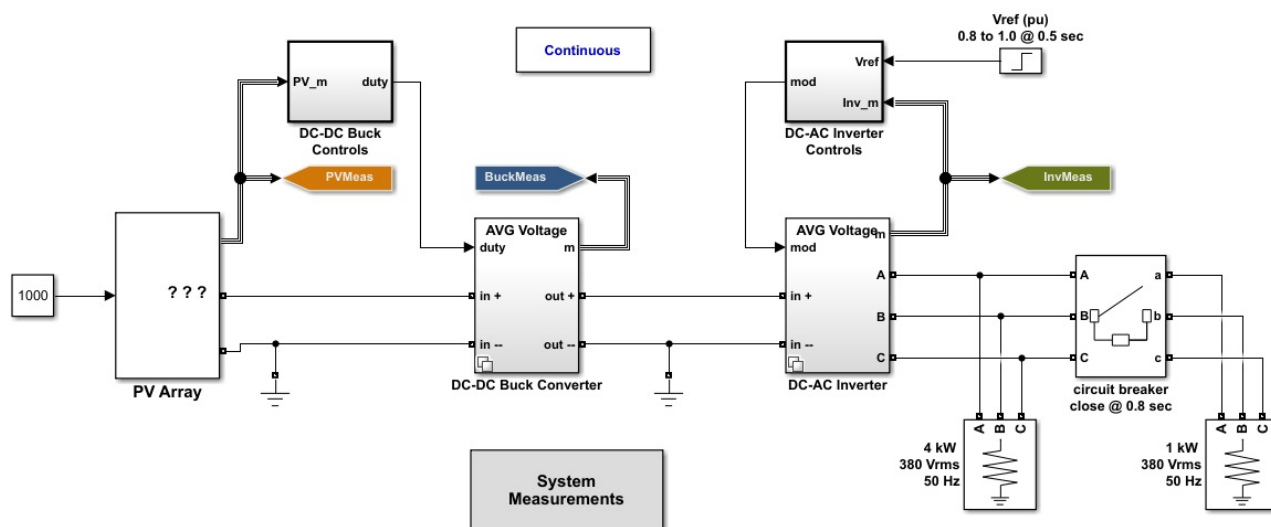 Vref (pu)
0.8 to 1.0 @ 0.5 sec
Continuous
PV_m
duty
DC-DC Buck
Controls
Vref
mod
Inv_m
DC-AC Inverter
Controls
PVMeas
BuckMeas
InvMeas
1000
? ? ?
PV Array
AVG Voltage
duty
m
in +
out +
in --
out --
DC-DC Buck Converter
AVG Voltage
m
mod
A
in +
B
in --
C
DC-AC Inverter
A
a
B
b
C
c
circuit breaker
close @ 0.8 sec
A B C
4 kW
380 Vrms
50 Hz
A B C
1 kW
380 Vrms
50 Hz
System
Measurements